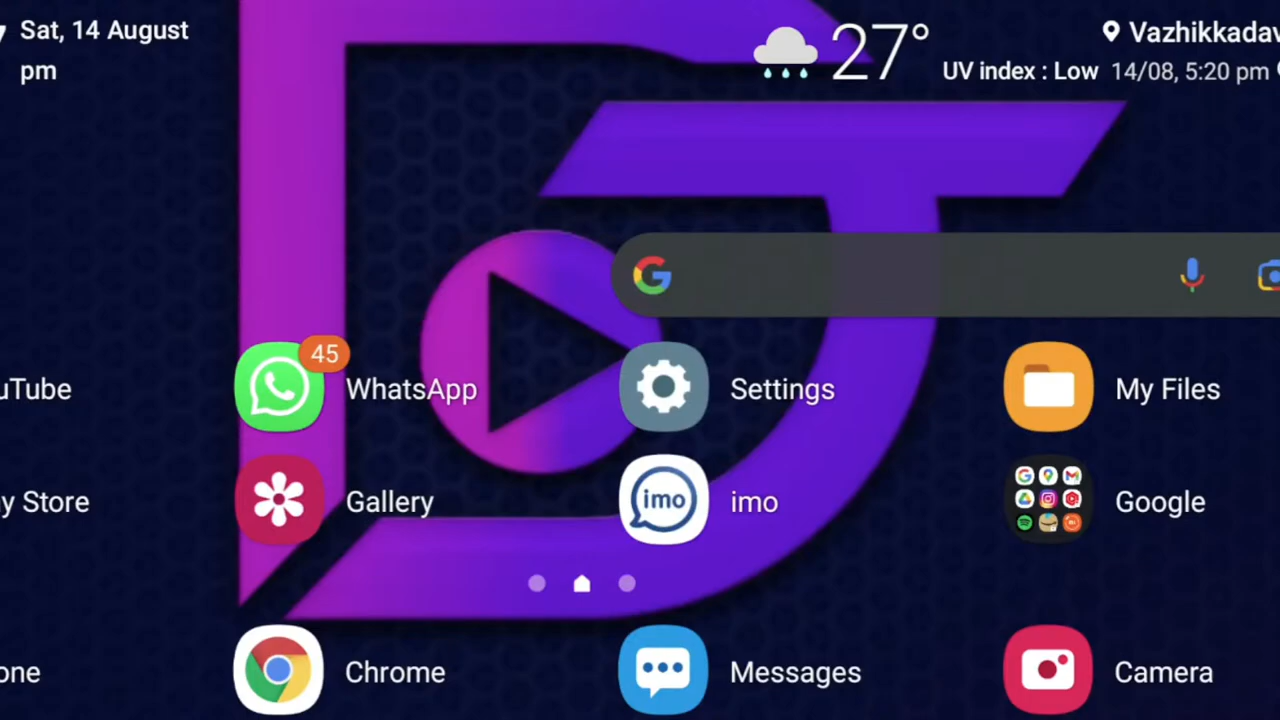 Sat, 14 August
pm
27°
Vazhikkadav
UV index : Low 14/08, 5:20 pm
uTube
45
WhatsApp
Settings
My Files
y Store
Gallery
imo
imo
Google
one
Chrome
Messages
Camera